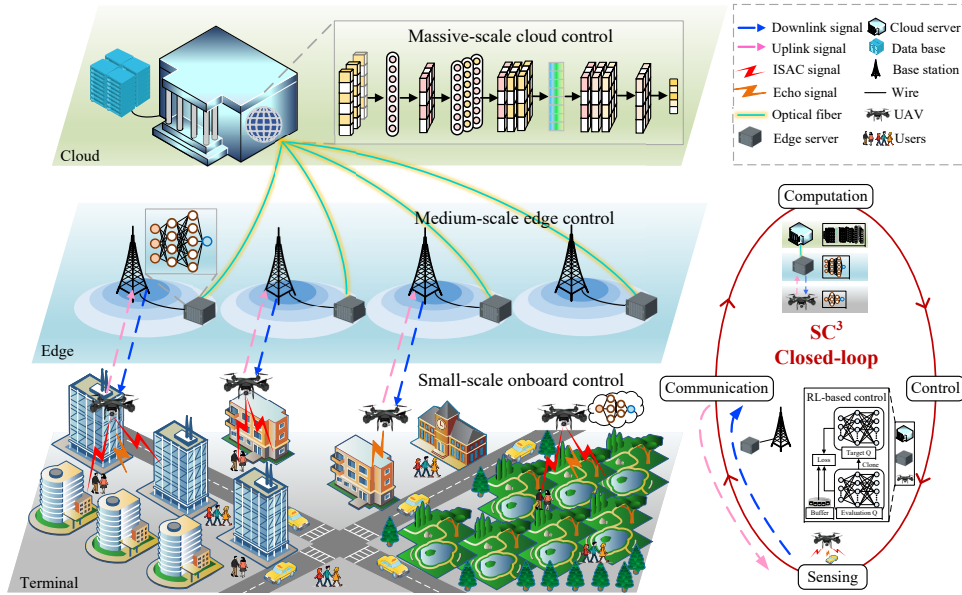 Massive-scale cloud control
Cloud
Downlink signal
Cloud server
Uplink signal
Data base
ISAC signal
Base station
Echo signal
Wire
Optical fiber
UAV
Edge server
Users
Medium-scale edge control
Edge
Small-scale onboard control
Terminal
Computation
SC³
Closed-loop
Communication
Control
RL-based control
Loss
Target Q
Clone
Buffer
Evaluation Q
Sensing